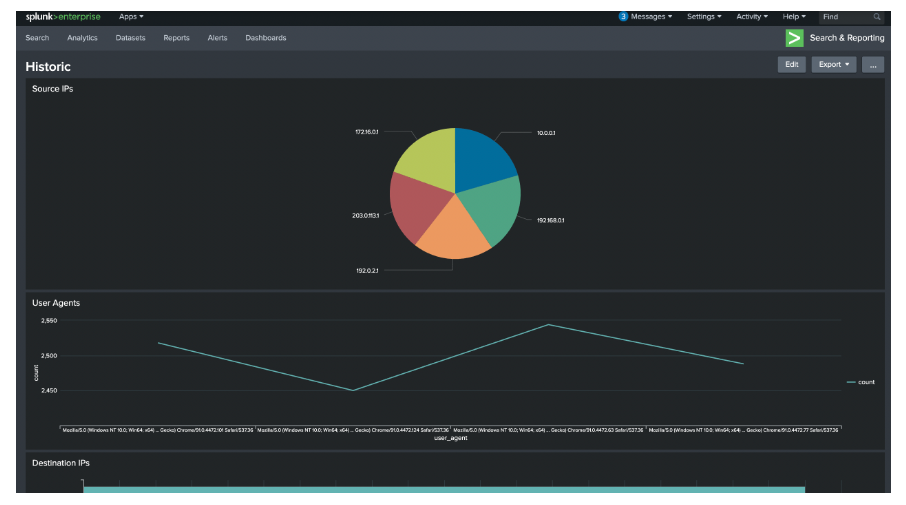 splunk>enterprise Apps 3 Messages Settings Activity Help Find
Search Analytics Datasets Reports Alerts Dashboards Search & Reporting
Historic Edit Export ...
Source IPs
172.16.0.1 10.0.0.1
203.0.113.1 192.168.0.1
192.0.2.1
User Agents
2,550
2,500
2,450
count
count
Mozilla/5.0 (Windows NT 10.0; Win64; x64) ... Gecko) Chrome/91.0.4472.101 Safari/537.36 Mozilla/5.0 (Windows NT 10.0; Win64; x64) ... Gecko) Chrome/91.0.4472.124 Safari/537.36 Mozilla/5.0 (Windows NT 10.0; Win64; x64) ... Gecko) Chrome/91.0.4472.63 Safari/537.36 Mozilla/5.0 (Windows NT 10.0; Win64; x64) ... Gecko) Chrome/91.0.4472.77 Safari/537.36
user_agent
Destination IPs